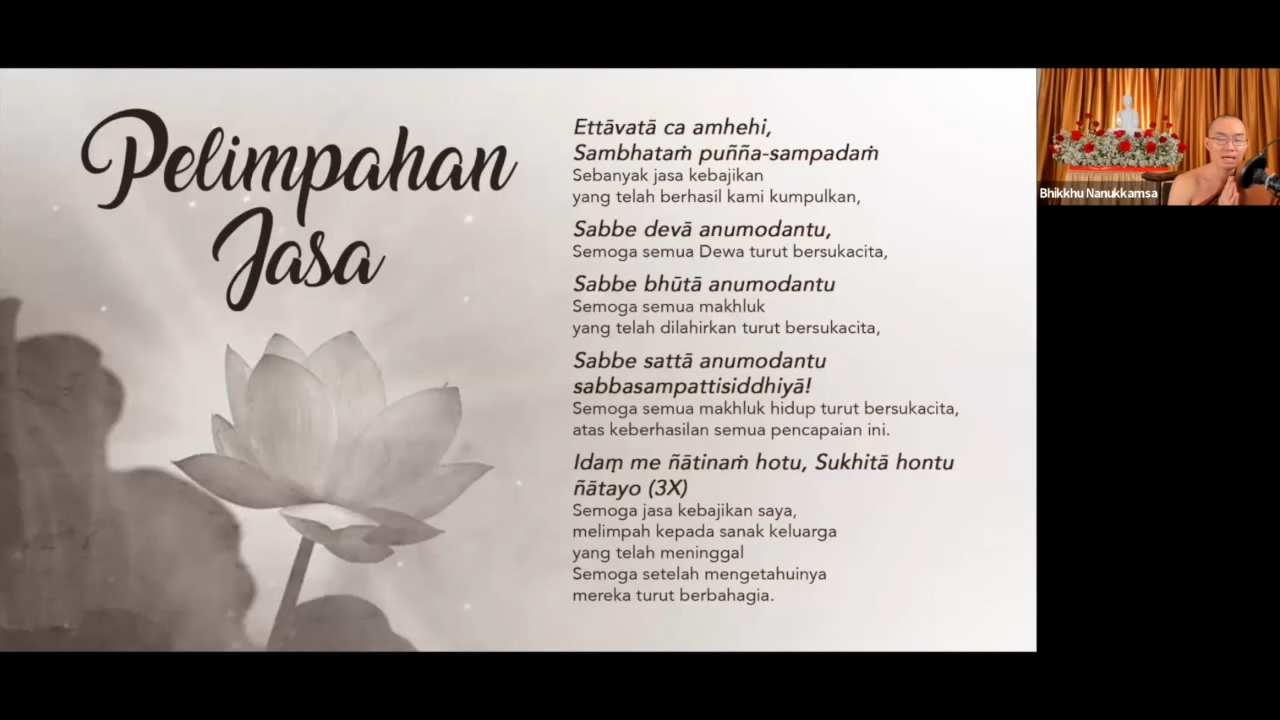 Pelimpahan
Jasa
Ettāvatā ca amhehi,
Sambhataṁ puñña-sampadaṁ
Sebanyak jasa kebajikan
yang telah berhasil kami kumpulkan,
Sabbe devā anumodantu,
Semoga semua Dewa turut bersukacita,
Sabbe bhūtā anumodantu
Semoga semua makhluk
yang telah dilahirkan turut bersukacita,
Sabbe sattā anumodantu
sabbasampattisiddhiyā!
Semoga semua makhluk hidup turut bersukacita,
atas keberhasilan semua pencapaian ini.
Idaṃ me ñātinaṁ hotu, Sukhitā hontu
ñātayo (3X)
Semoga jasa kebajikan saya,
melimpah kepada sanak keluarga
yang telah meninggal
Semoga setelah mengetahuinya
mereka turut berbahagia.
Bhikkhu Nanukkamsa